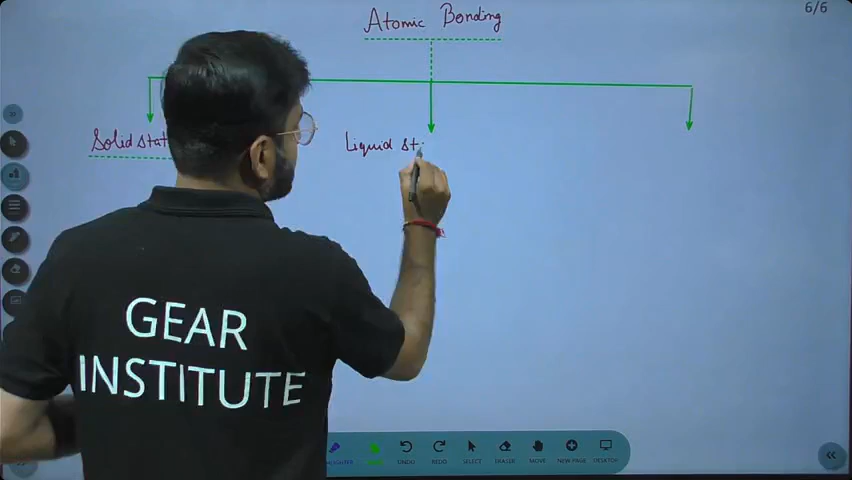 6/6
Atomic Bonding
Solid stat
Liquid st
GEAR
INSTITUTE
UNDO
REDO
SELECT
ERASER
MOVE
NEW PAGE
DESKTOP